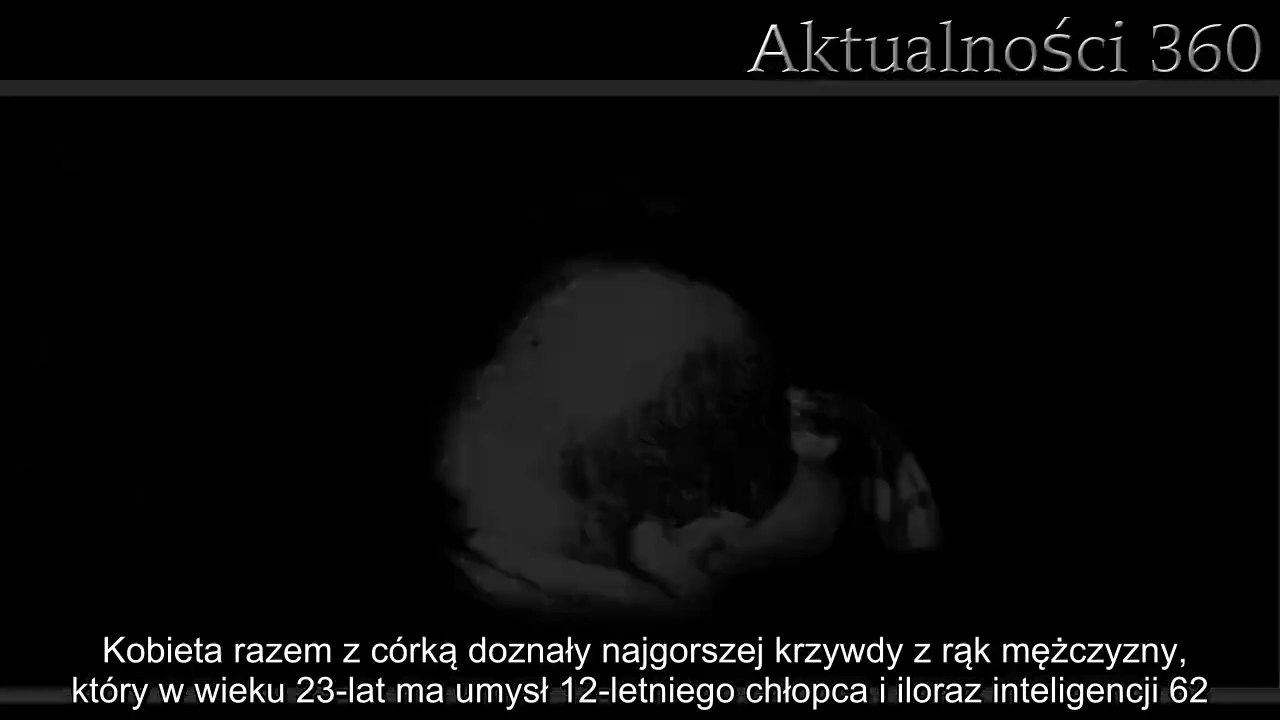 Aktualności 360
Kobieta razem z córką doznały najgorszej krzywdy z rąk mężczyzny,
który w wieku 23-lat ma umysł 12-letniego chłopca i iloraz inteligencji 62